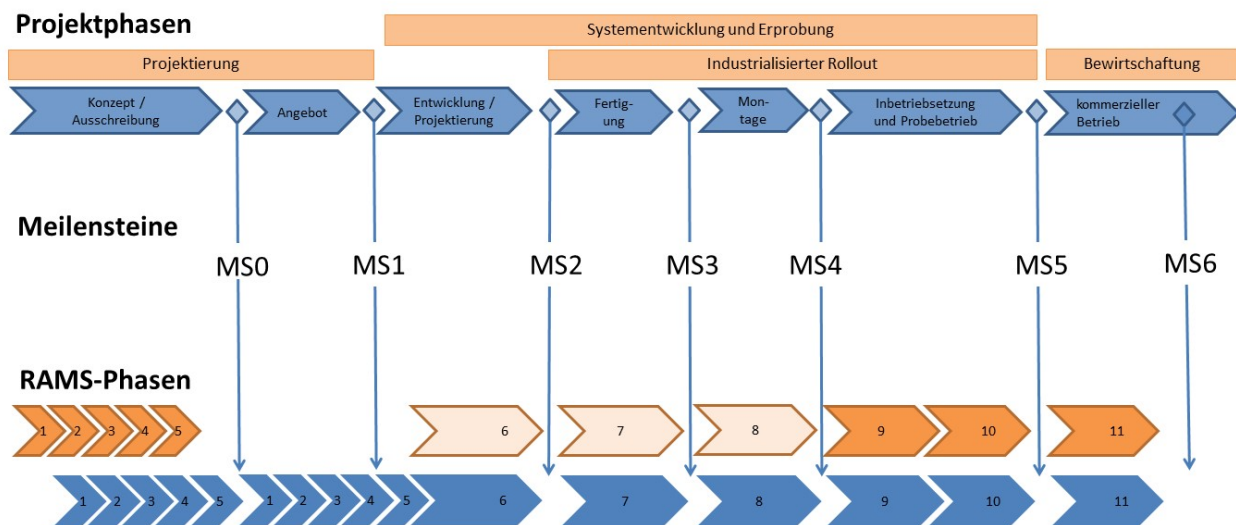 Projektphasen
Systementwicklung und Erprobung
Projektierung
Industrialisierter Rollout
Bewirtschaftung
Konzept /
Ausschreibung
Angebot
Entwicklung /
Projektierung
Fertig-
ung
Mon-
tage
Inbetriebsetzung
und Probebetrieb
kommerzieller
Betrieb
Meilensteine
MS0 MS1 MS2 MS3 MS4 MS5 MS6
RAMS-Phasen
1 2 3 4 5 6 7 8 9 10 11
1 2 3 4 5 1 2 3 4 5 6 7 8 9 10 11